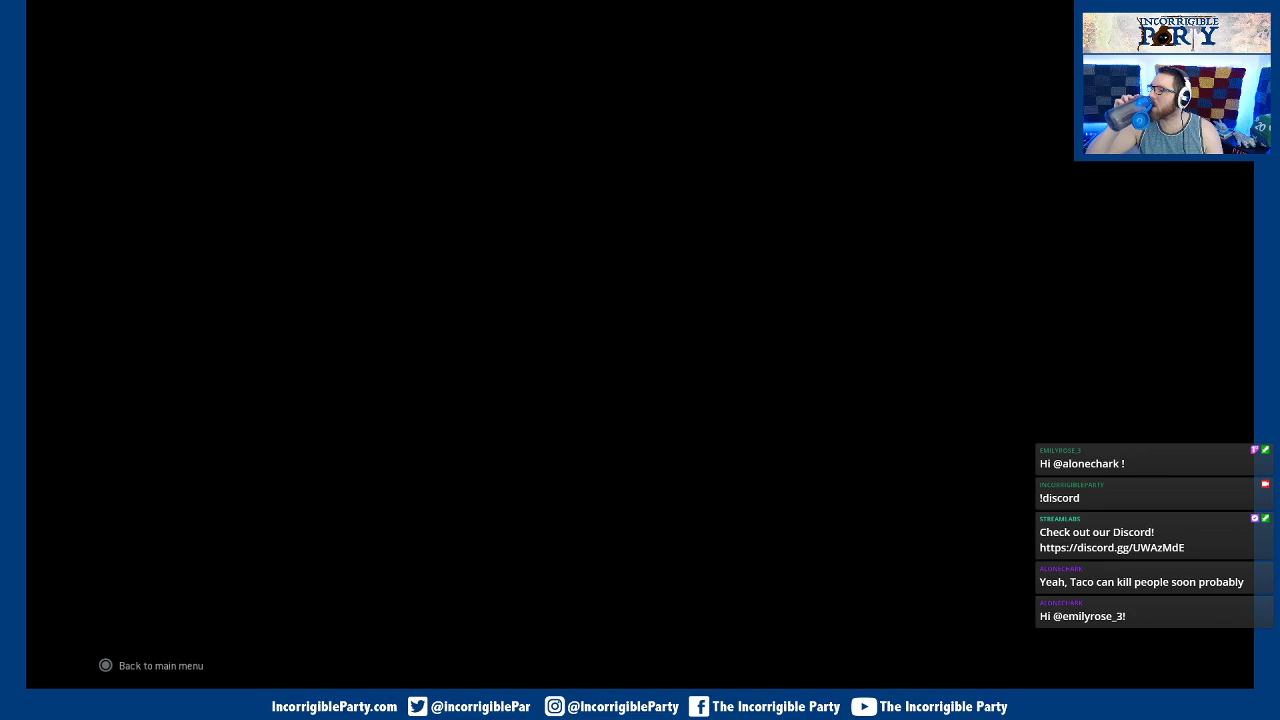 INCORRIGIBLE
PARTY
EMILYROSE_3
Hi @alonechark !
INCORRIGIBLEPARTY
!discord
STREAMLABS
Check out our Discord!
https://discord.gg/UWAzMdE
ALONECHARK
Yeah, Taco can kill people soon probably
ALONECHARK
Hi @emilyrose_3!
Back to main menu
IncorrigibleParty.com @IncorrigiblePar @IncorrigibleParty The Incorrigible Party The Incorrigible Party